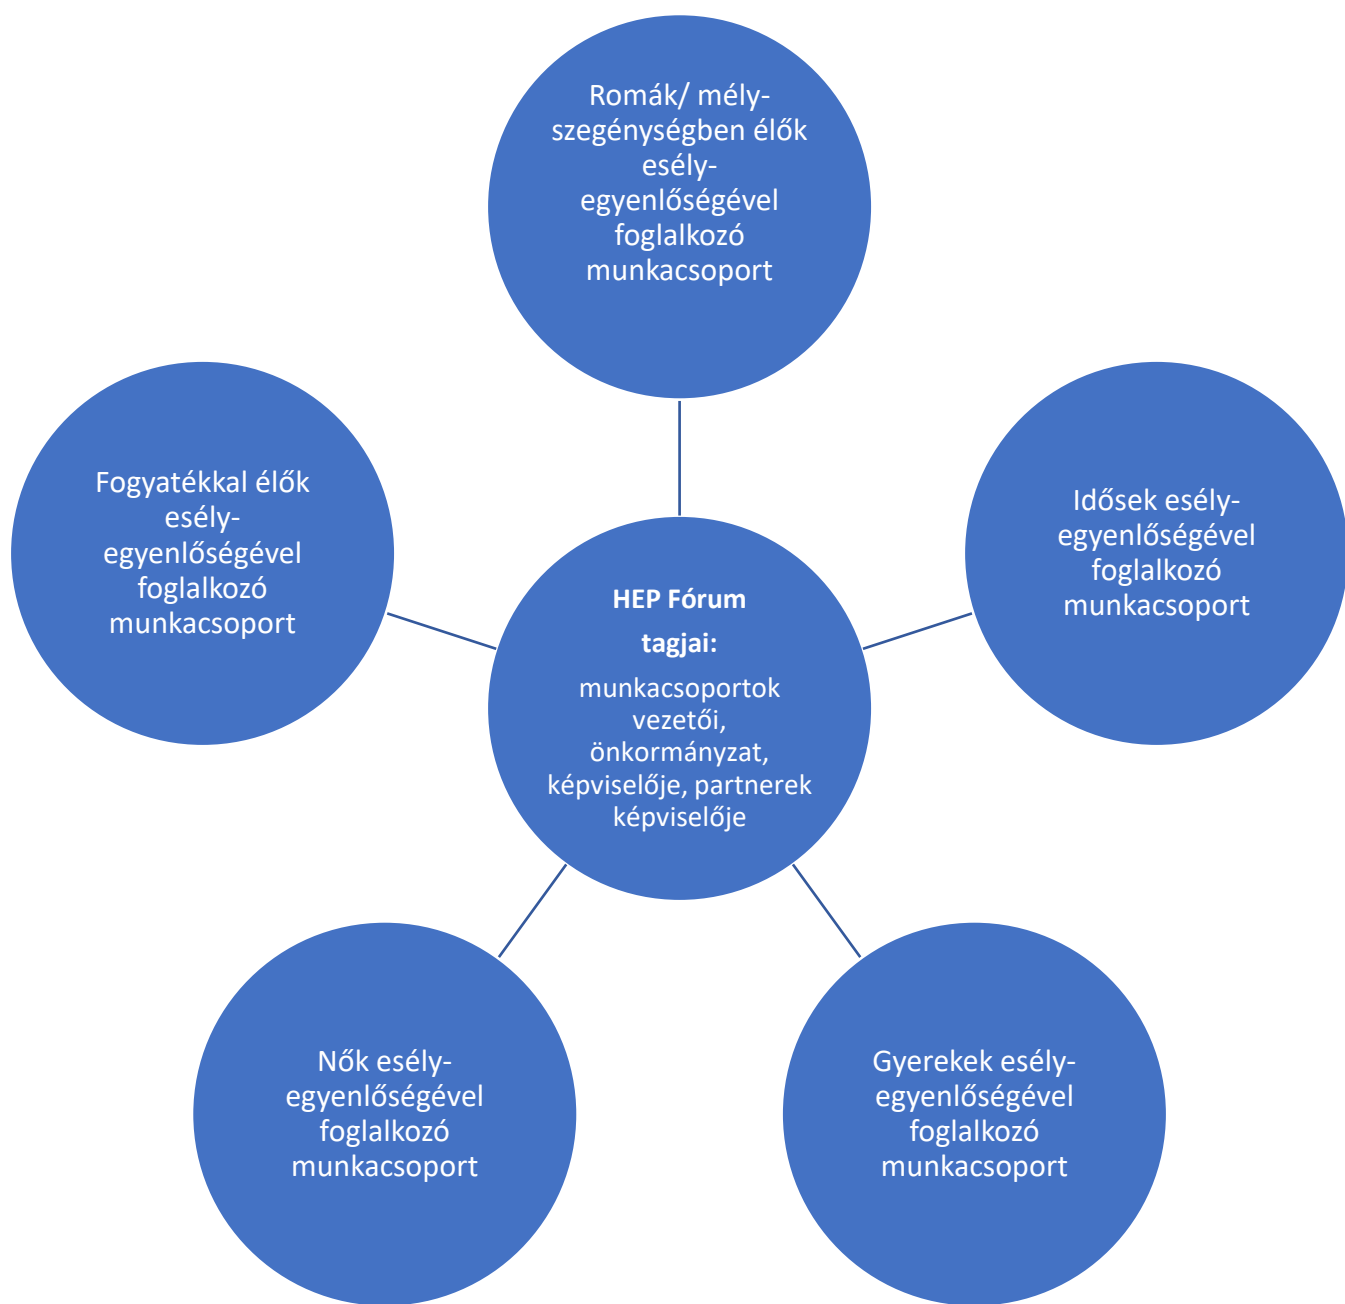 Romák/ mély-
szegénységben élők
esély-
egyenlőségével
foglalkozó
munkacsoport
Fogyatékkal élők
esély-
egyenlőségével
foglalkozó
munkacsoport
Idősek esély-
egyenlőségével
foglalkozó
munkacsoport
HEP Fórum
tagjai:
munkacsoportok
vezetői,
önkormányzat,
képviselője, partnerek
képviselője
Nők esély-
egyenlőségével
foglalkozó
munkacsoport
Gyerekek esély-
egyenlőségével
foglalkozó
munkacsoport